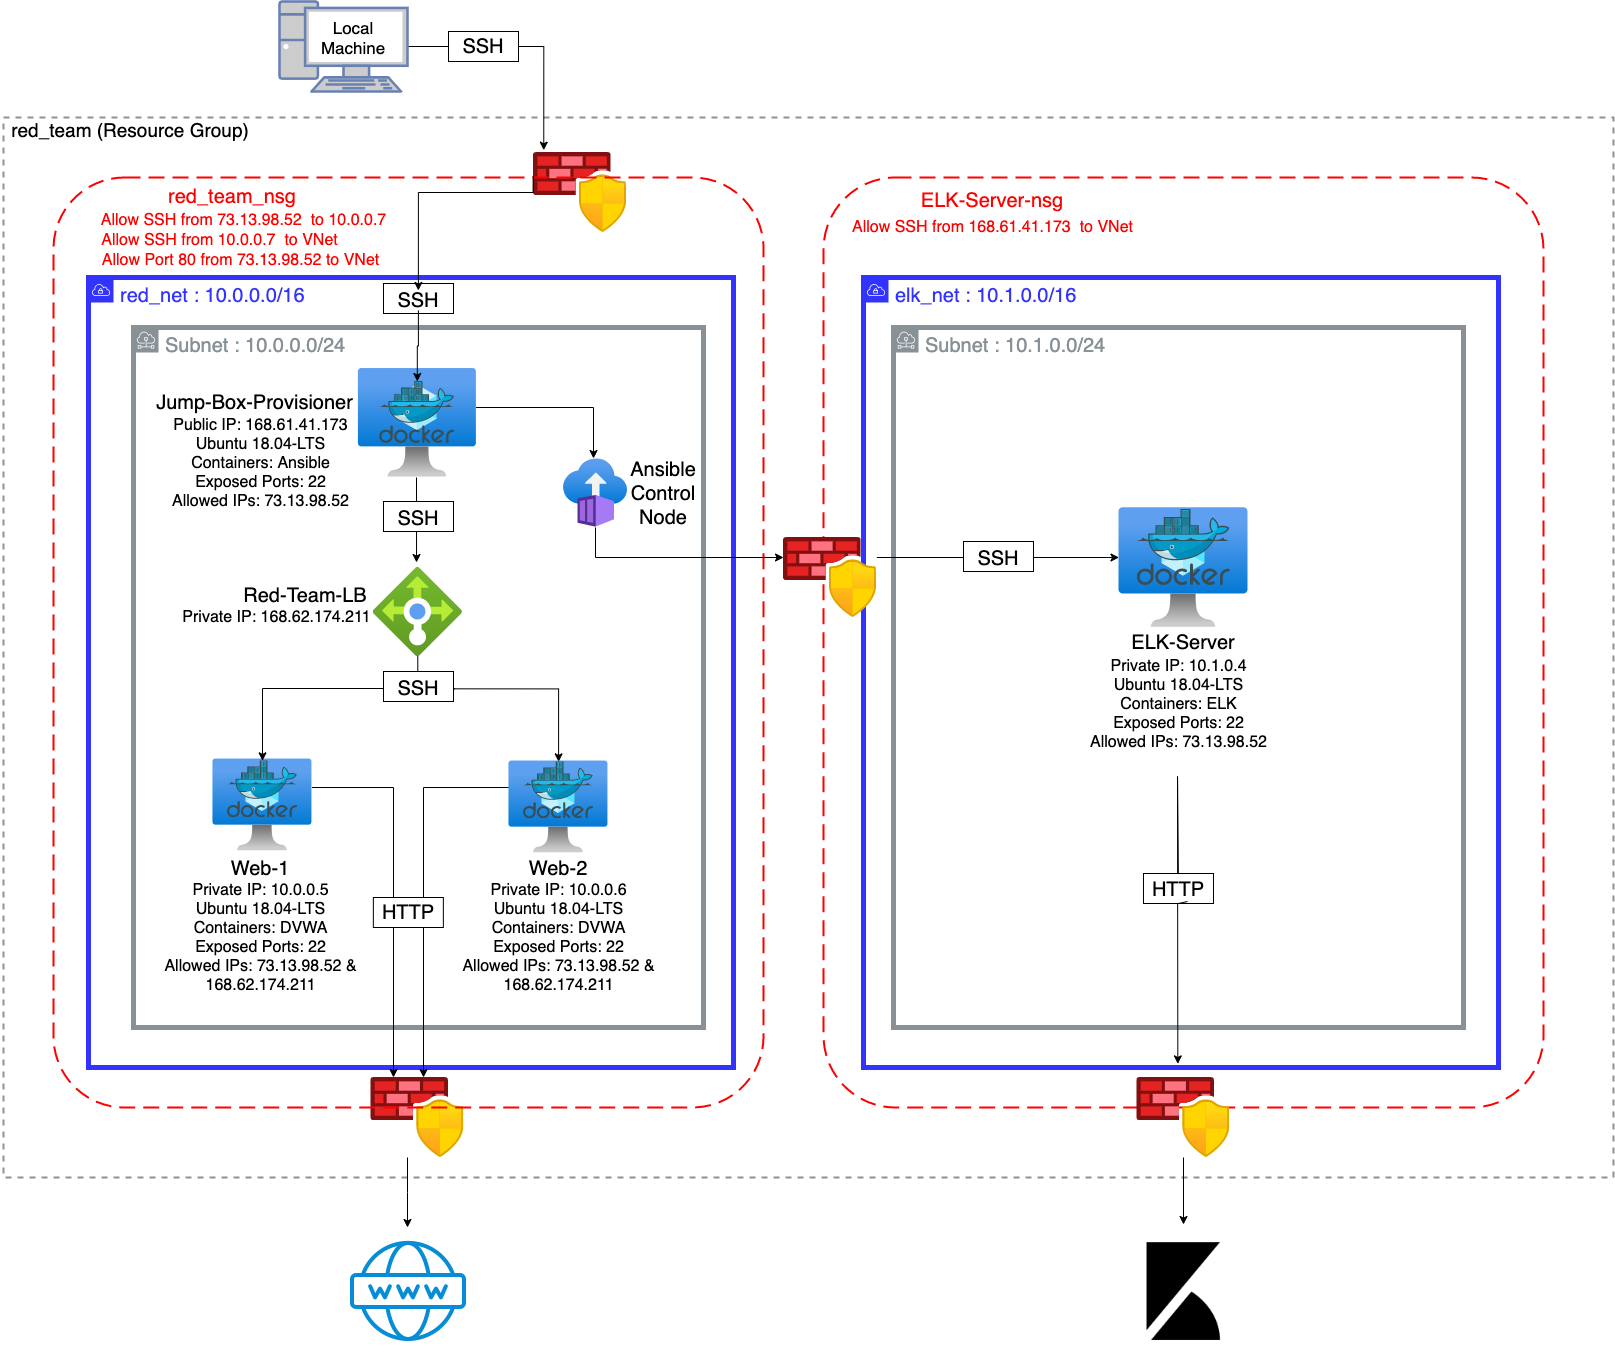 Local
Machine
SSH
red_team (Resource Group)
red_team_nsg
Allow SSH from 73.13.98.52 to 10.0.0.7
Allow SSH from 10.0.0.7 to VNet
Allow Port 80 from 73.13.98.52 to VNet
ELK-Server-nsg
Allow SSH from 168.61.41.173 to VNet
red_net : 10.0.0.0/16
SSH
elk_net : 10.1.0.0/16
Subnet : 10.0.0.0/24
Subnet : 10.1.0.0/24
Jump-Box-Provisioner
Public IP: 168.61.41.173
Ubuntu 18.04-LTS
Containers: Ansible
Exposed Ports: 22
Allowed IPs: 73.13.98.52
docker
Ansible
Control
Node
SSH
SSH
docker
Red-Team-LB
Private IP: 168.62.174.211
ELK-Server
Private IP: 10.1.0.4
Ubuntu 18.04-LTS
Containers: ELK
Exposed Ports: 22
Allowed IPs: 73.13.98.52
SSH
docker
docker
Web-1
Private IP: 10.0.0.5
Ubuntu 18.04-LTS
Containers: DVWA
Exposed Ports: 22
Allowed IPs: 73.13.98.52 &
168.62.174.211
HTTP
Web-2
Private IP: 10.0.0.6
Ubuntu 18.04-LTS
Containers: DVWA
Exposed Ports: 22
Allowed IPs: 73.13.98.52 &
168.62.174.211
HTTP
WWW